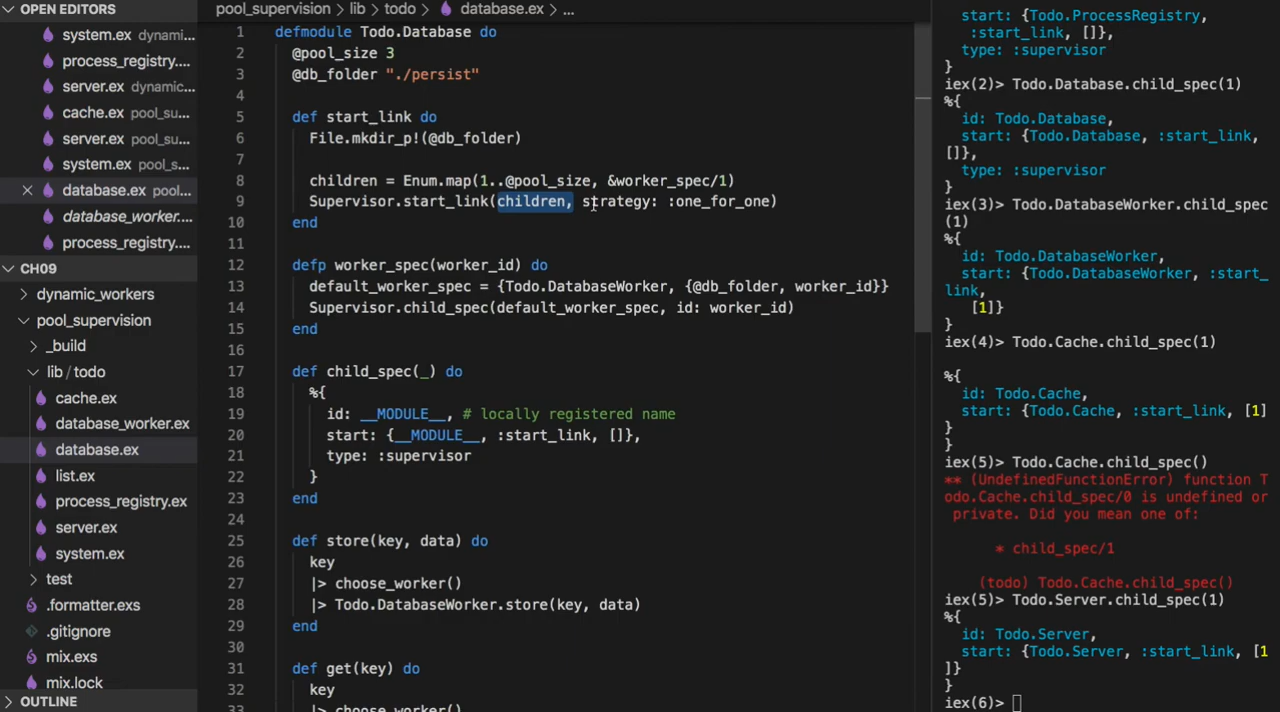 OPEN EDITORS
system.ex dynami...
process_registry....
server.ex dynamic...
cache.ex pool_su...
server.ex pool_su...
system.ex pool_s...
database.ex pool...
database_worker....
process_registry....
CH09
dynamic_workers
pool_supervision
_build
lib / todo
cache.ex
database_worker.ex
database.ex
list.ex
process_registry.ex
server.ex
system.ex
test
.formatter.exs
.gitignore
mix.exs
mix.lock
OUTLINE
pool_supervision > lib > todo > database.ex > ...
1 defmodule Todo.Database do
2 @pool_size 3
3 @db_folder "./persist"
4
5 def start_link do
6 File.mkdir_p!(@db_folder)
7
8 children = Enum.map(1..@pool_size, &worker_spec/1)
9 Supervisor.start_link(children, strategy: :one_for_one)
10 end
11
12 defp worker_spec(worker_id) do
13 default_worker_spec = {Todo.DatabaseWorker, {@db_folder, worker_id}}
14 Supervisor.child_spec(default_worker_spec, id: worker_id)
15 end
16
17 def child_spec(_) do
18 %{
19 id: __MODULE__, # locally registered name
20 start: {__MODULE__, :start_link, []},
21 type: :supervisor
22 }
23 end
24
25 def store(key, data) do
26 key
27 |> choose_worker()
28 |> Todo.DatabaseWorker.store(key, data)
29 end
30
31 def get(key) do
32 key
33 |> choose_worker()
start: {Todo.ProcessRegistry,
:start_link, []},
type: :supervisor
}
iex(2)> Todo.Database.child_spec(1)
%{
id: Todo.Database,
start: {Todo.Database, :start_link,
[]},
type: :supervisor
}
iex(3)> Todo.DatabaseWorker.child_spec
(1)
%{
id: Todo.DatabaseWorker,
start: {Todo.DatabaseWorker, :start_
link,
[1]}
}
iex(4)> Todo.Cache.child_spec(1)
%{
id: Todo.Cache,
start: {Todo.Cache, :start_link, [1]
}
}
iex(5)> Todo.Cache.child_spec()
** (UndefinedFunctionError) function T
odo.Cache.child_spec/0 is undefined or
private. Did you mean one of:
* child_spec/1
(todo) Todo.Cache.child_spec()
iex(5)> Todo.Server.child_spec(1)
%{
id: Todo.Server,
start: {Todo.Server, :start_link, [1
]}
}
iex(6)>